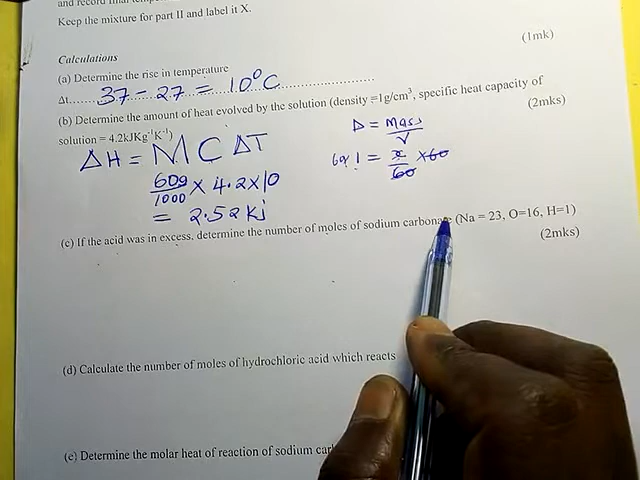 and record final
Keep the mixture for part II and label it X.
Calculations
(1mk)
(a) Determine the rise in temperature
Δt......37 - 27 = 10°C..........................
(b) Determine the amount of heat evolved by the solution (density =1g/cm³, specific heat capacity of
solution = 4.2kJKg⁻¹K⁻¹)
(2mks)
ΔH = M C ΔT
D = Mass/V
60g/1000 × 4.2 × 10
60× 1 = x/60 × 60
= 2.52 kj
(c) If the acid was in excess, determine the number of moles of sodium carbonate (Na = 23, O=16, H=1)
(2mks)
(d) Calculate the number of moles of hydrochloric acid which reacts
(e) Determine the molar heat of reaction of sodium